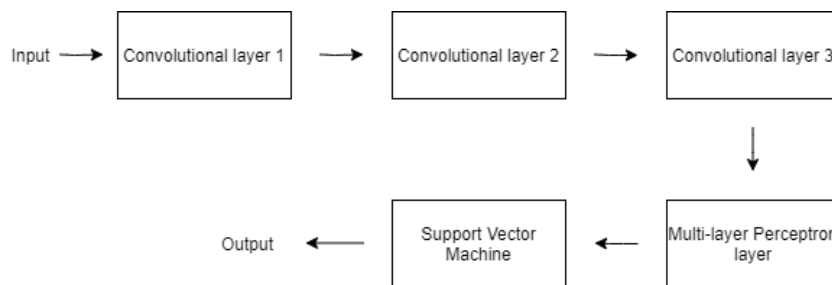 Input
Convolutional layer 1
Convolutional layer 2
Convolutional layer 3
Multi-layer Perceptron
layer
Support Vector
Machine
Output